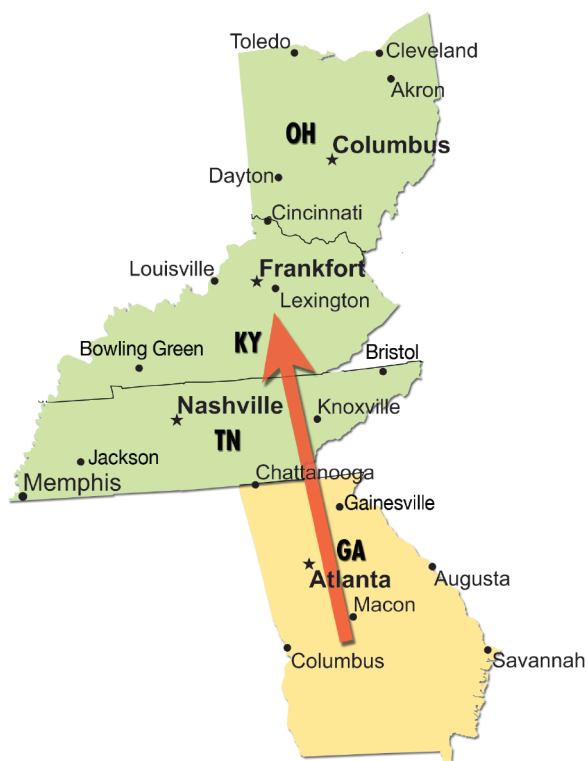 Toledo
Cleveland
Akron
OH
Columbus
Dayton
Cincinnati
Louisville
Frankfort
Lexington
KY
Bowling Green
Bristol
Nashville
Knoxville
TN
Jackson
Memphis
Chattanooga
Gainesville
GA
Atlanta
Augusta
Macon
Columbus
Savannah